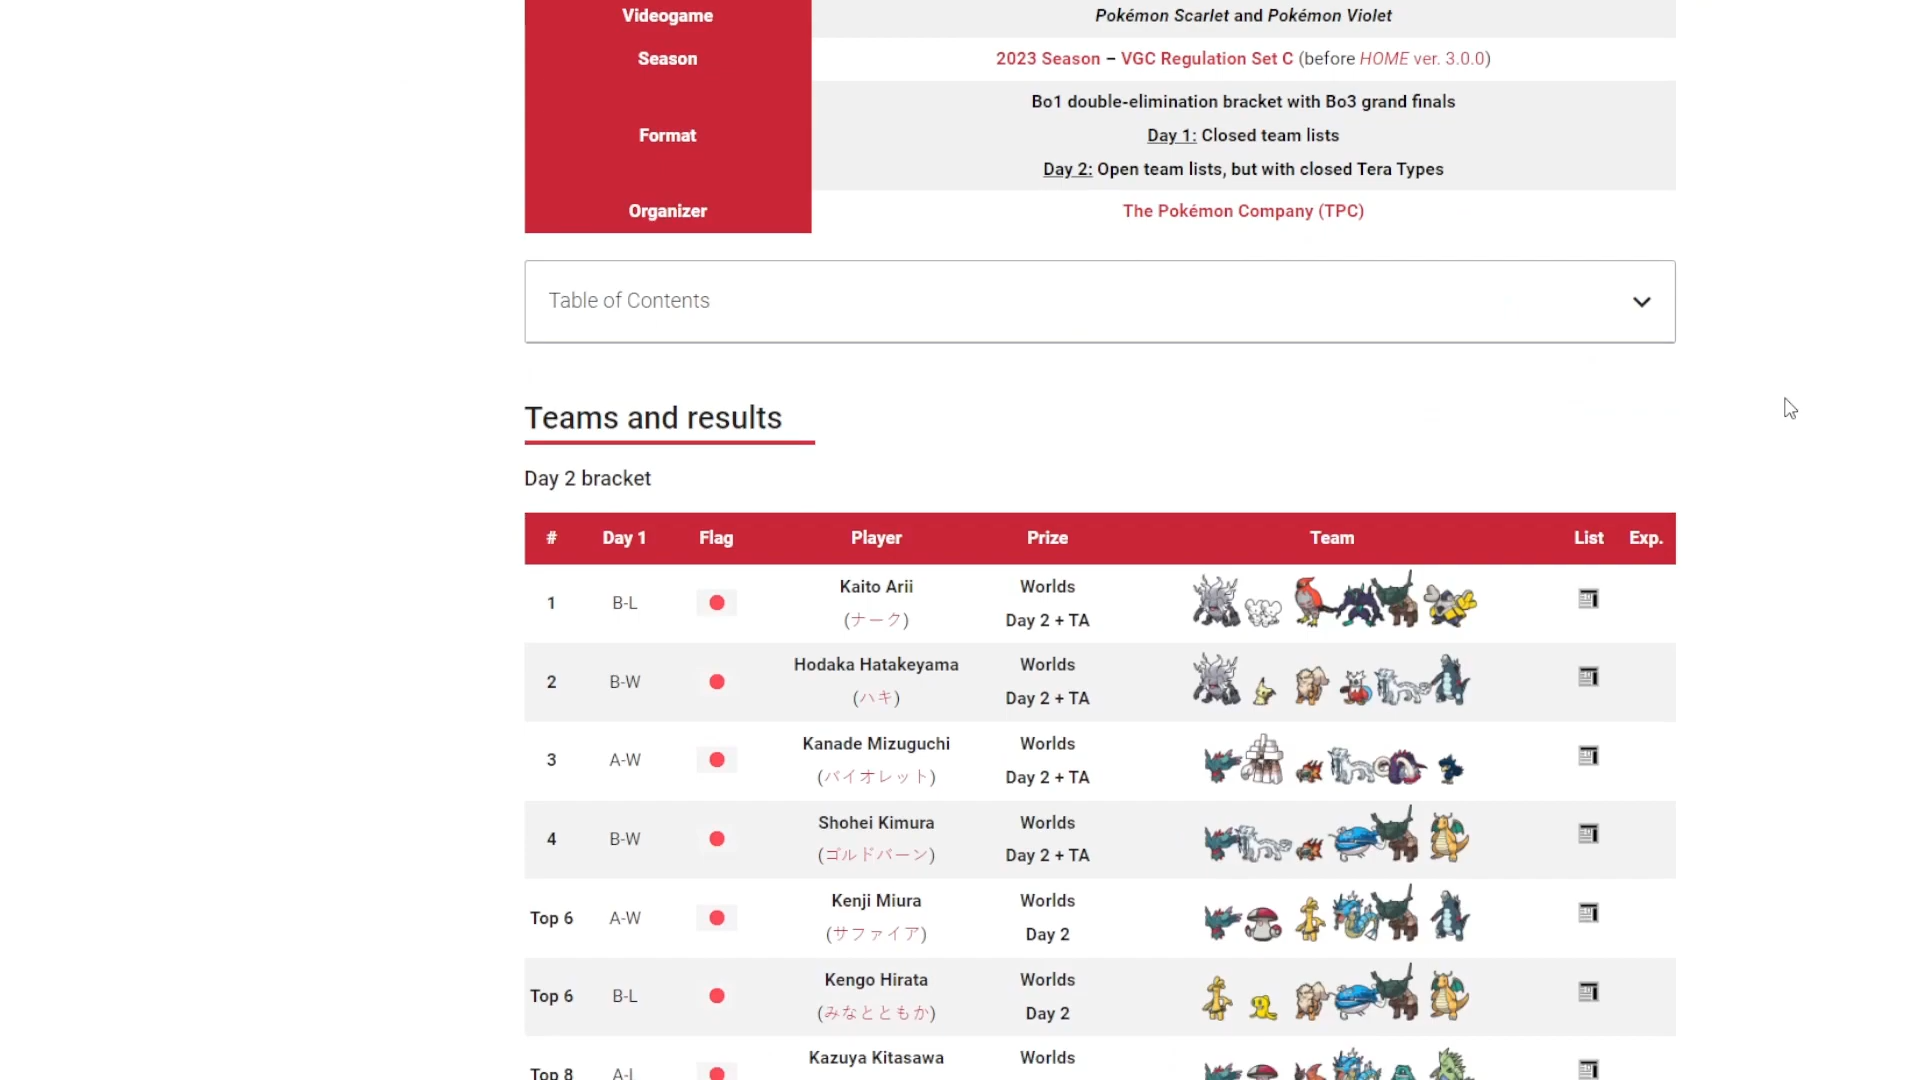 Videogame Pokémon Scarlet and Pokémon Violet
Season 2023 Season – VGC Regulation Set C (before HOME ver. 3.0.0)
Bo1 double-elimination bracket with Bo3 grand finals
Format Day 1: Closed team lists
Day 2: Open team lists, but with closed Tera Types
Organizer The Pokémon Company (TPC)
Table of Contents
Teams and results
Day 2 bracket
# Day 1 Flag Player Prize Team List Exp.
Kaito Arii Worlds
1 B-L
(ナーク) Day 2 + TA
Hodaka Hatakeyama Worlds
2 B-W
(ハキ) Day 2 + TA
Kanade Mizuguchi Worlds
3 A-W
(バイオレット) Day 2 + TA
Shohei Kimura Worlds
4 B-W
(ゴルドバーン) Day 2 + TA
Kenji Miura Worlds
Top 6 A-W
(サファイア) Day 2
Kengo Hirata Worlds
Top 6 B-L
(みなとともか) Day 2
Kazuya Kitasawa Worlds
Top 8 A-L